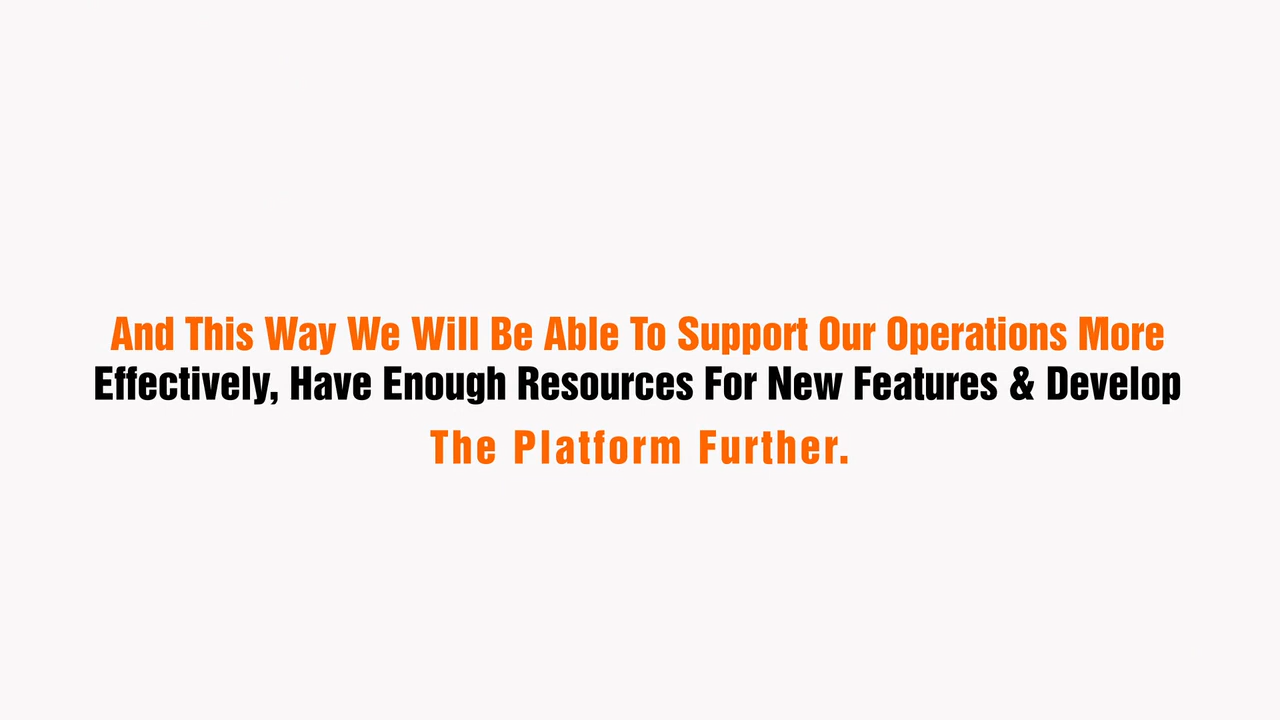 And This Way We Will Be Able To Support Our Operations More
Effectively, Have Enough Resources For New Features & Develop
The Platform Further.